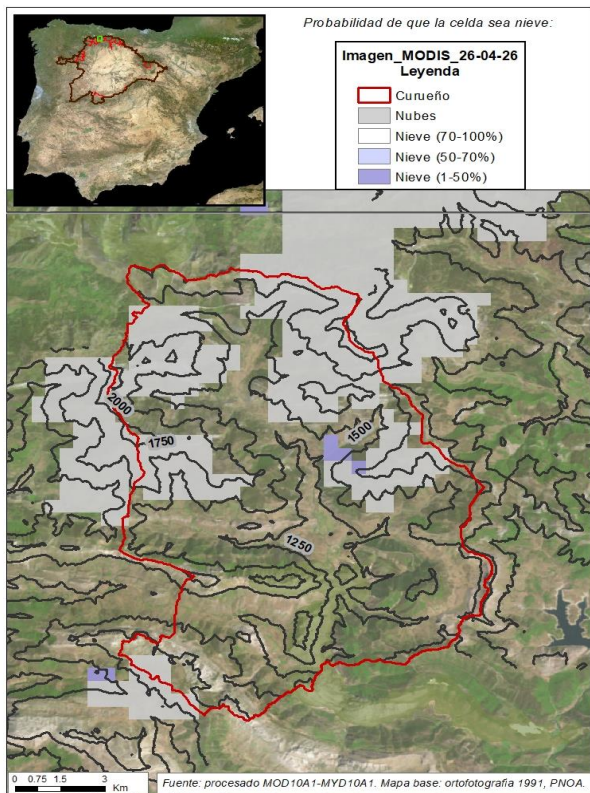 Probabilidad de que la celda sea nieve:
Imagen_MODIS_26-04-26
Leyenda
Curueño
Nubes
Nieve (70-100%)
Nieve (50-70%)
Nieve (1-50%)
2000
1750
1500
1250
0 0.75 1.5 3
Km
Fuente: procesado MOD10A1-MYD10A1. Mapa base: ortofotografia 1991, PNOA.